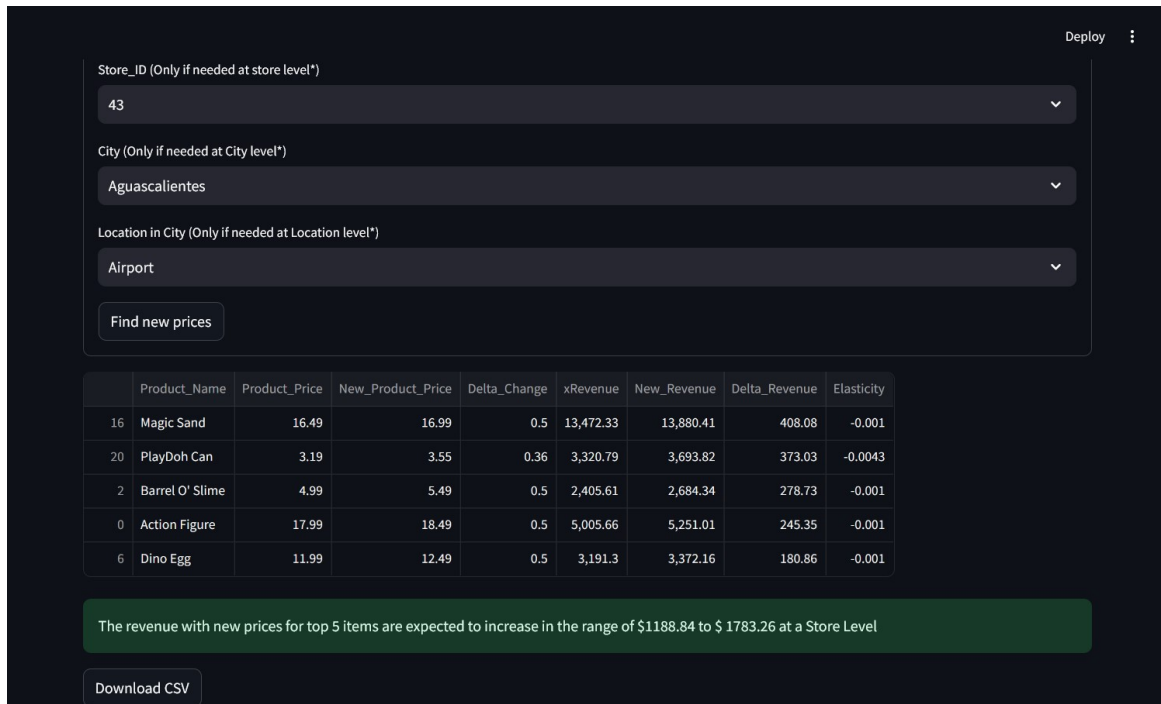 Deploy
Store_ID (Only if needed at store level*)
43
City (Only if needed at City level*)
Aguascalientes
Location in City (Only if needed at Location level*)
Airport
Find new prices
Product_Name Product_Price New_Product_Price Delta_Change xRevenue New_Revenue Delta_Revenue Elasticity
16 Magic Sand 16.49 16.99 0.5 13,472.33 13,880.41 408.08 -0.001
20 PlayDoh Can 3.19 3.55 0.36 3,320.79 3,693.82 373.03 -0.0043
2 Barrel O' Slime 4.99 5.49 0.5 2,405.61 2,684.34 278.73 -0.001
0 Action Figure 17.99 18.49 0.5 5,005.66 5,251.01 245.35 -0.001
6 Dino Egg 11.99 12.49 0.5 3,191.3 3,372.16 180.86 -0.001
The revenue with new prices for top 5 items are expected to increase in the range of $1188.84 to $ 1783.26 at a Store Level
Download CSV